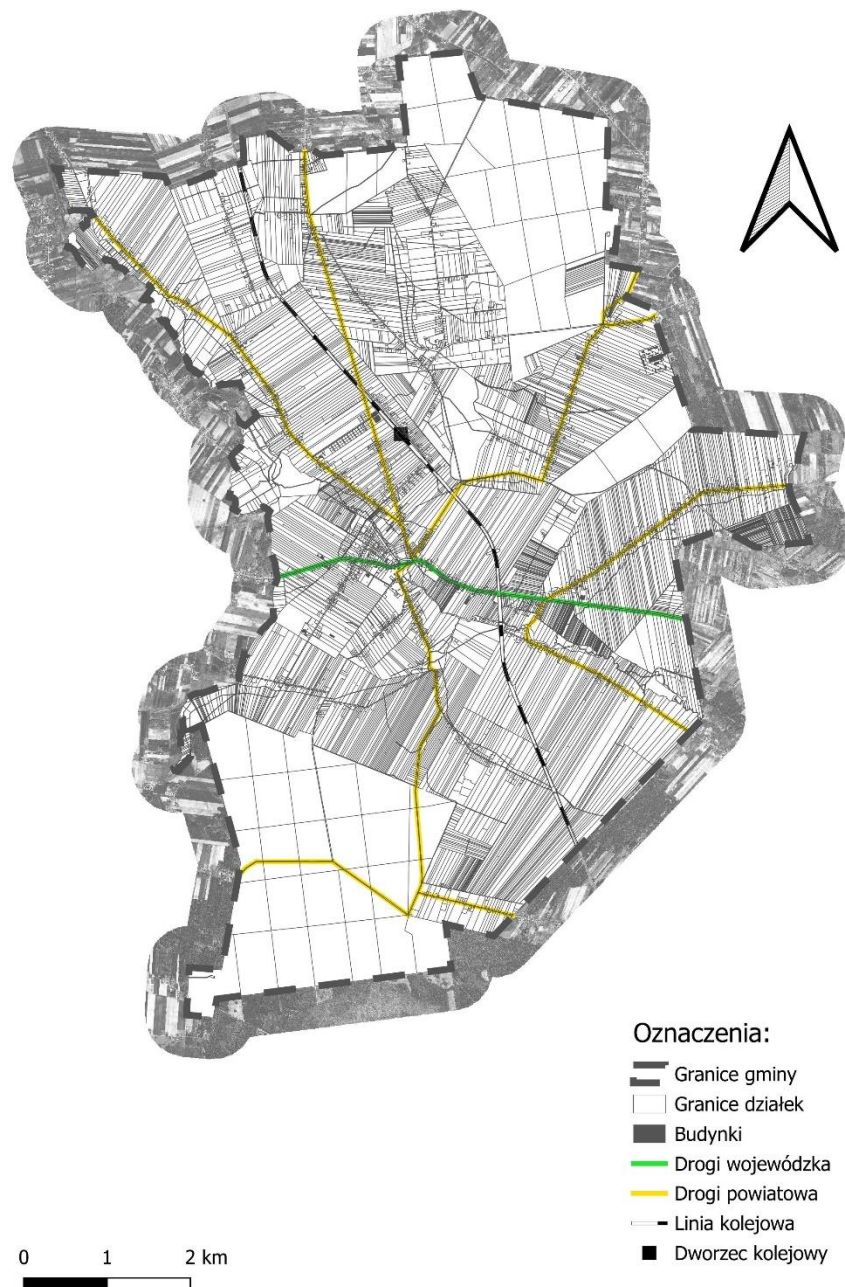 Oznaczenia:
Granice gminy
Granice działek
Budynki
Drogi wojewódzka
Drogi powiatowa
Linia kolejowa
Dworzec kolejowy
0 1 2 km